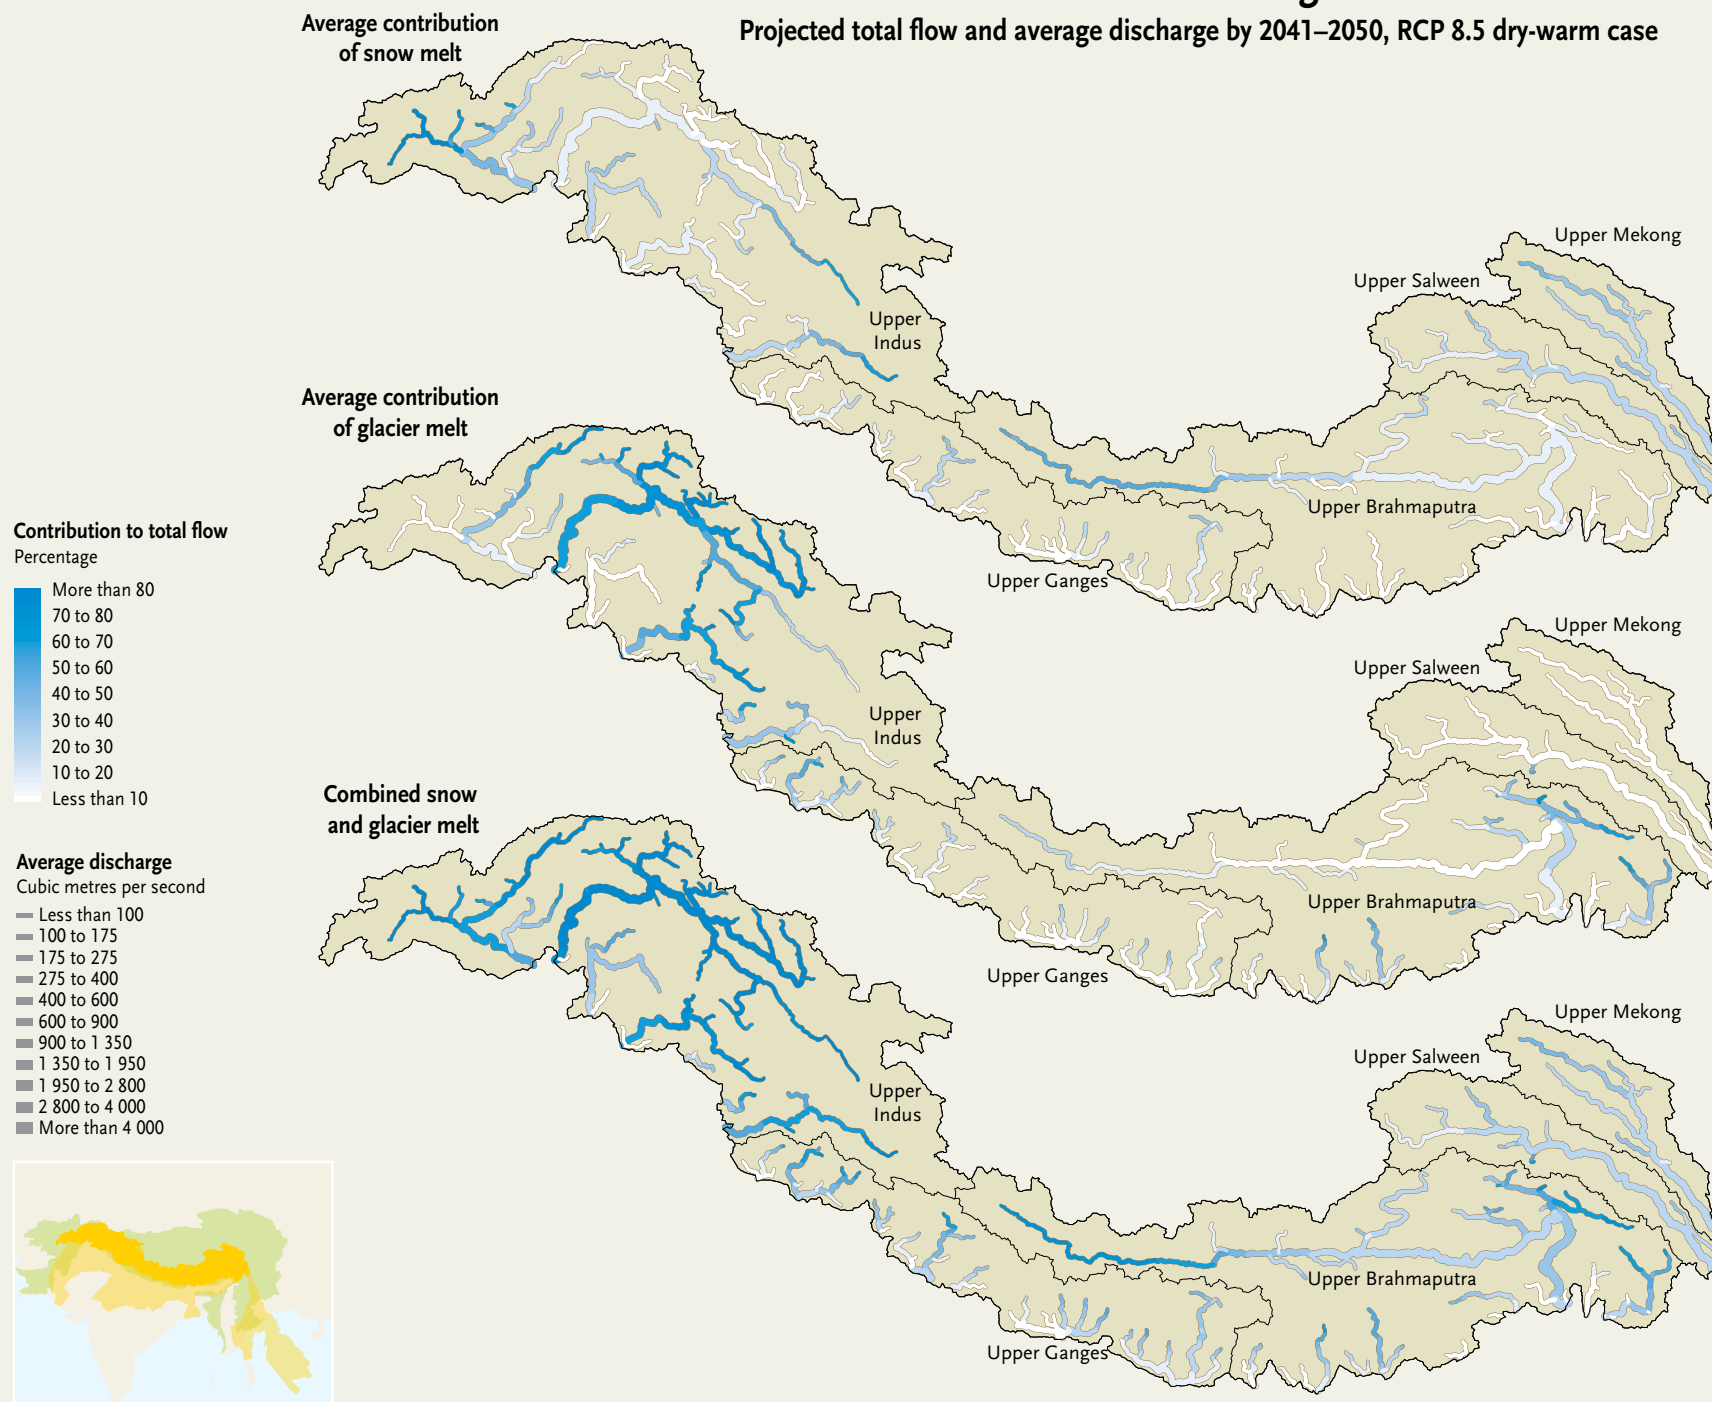 Projected total flow and average discharge by 2041–2050, RCP 8.5 dry-warm case
Average contribution
of snow melt
Upper Mekong
Upper Salween
Upper
Indus
Upper Brahmaputra
Upper Ganges
Average contribution
of glacier melt
Upper Mekong
Upper Salween
Upper
Indus
Upper Brahmaputra
Upper Ganges
Combined snow
and glacier melt
Upper Mekong
Upper Salween
Upper
Indus
Upper Brahmaputra
Upper Ganges
Contribution to total flow
Percentage
More than 80
70 to 80
60 to 70
50 to 60
40 to 50
30 to 40
20 to 30
10 to 20
Less than 10
Average discharge
Cubic metres per second
Less than 100
100 to 175
175 to 275
275 to 400
400 to 600
600 to 900
900 to 1 350
1 350 to 1 950
1 950 to 2 800
2 800 to 4 000
More than 4 000